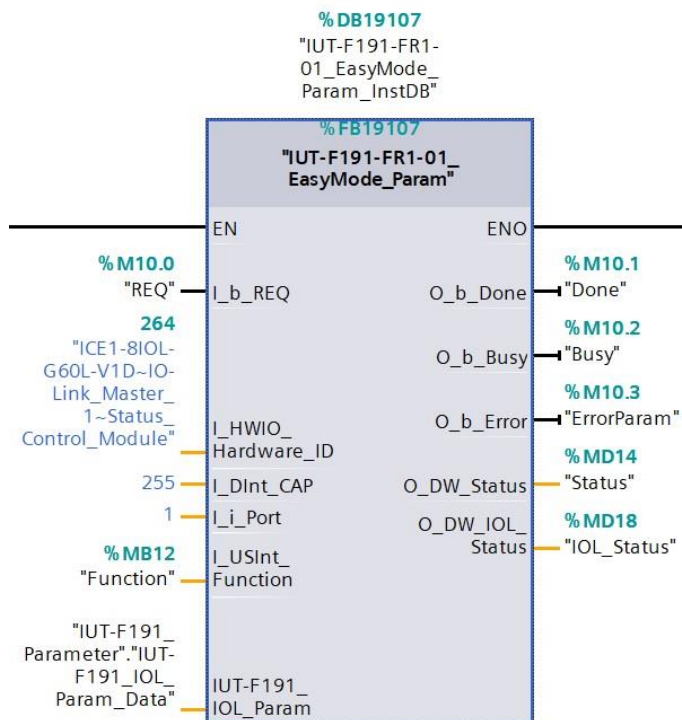 %DB19107
"IUT-F191-FR1-
01_EasyMode_
Param_InstDB"
%FB19107
"IUT-F191-FR1-01_
EasyMode_Param"
EN
ENO
%M10.0
"REQ"
I_b_REQ
264
"ICE1-8IOL-
G60L-V1D~IO-
Link_Master_
1~Status_
Control_Module"
I_HWIO_
Hardware_ID
255
I_DInt_CAP
1
I_i_Port
%MB12
"Function"
I_USInt_
Function
"IUT-F191_
Parameter"."IUT-
F191_IOL_
Param_Data"
IUT-F191_
IOL_Param
O_b_Done
%M10.1
"Done"
O_b_Busy
%M10.2
"Busy"
O_b_Error
%M10.3
"ErrorParam"
O_DW_Status
%MD14
"Status"
O_DW_IOL_
Status
%MD18
"IOL_Status"